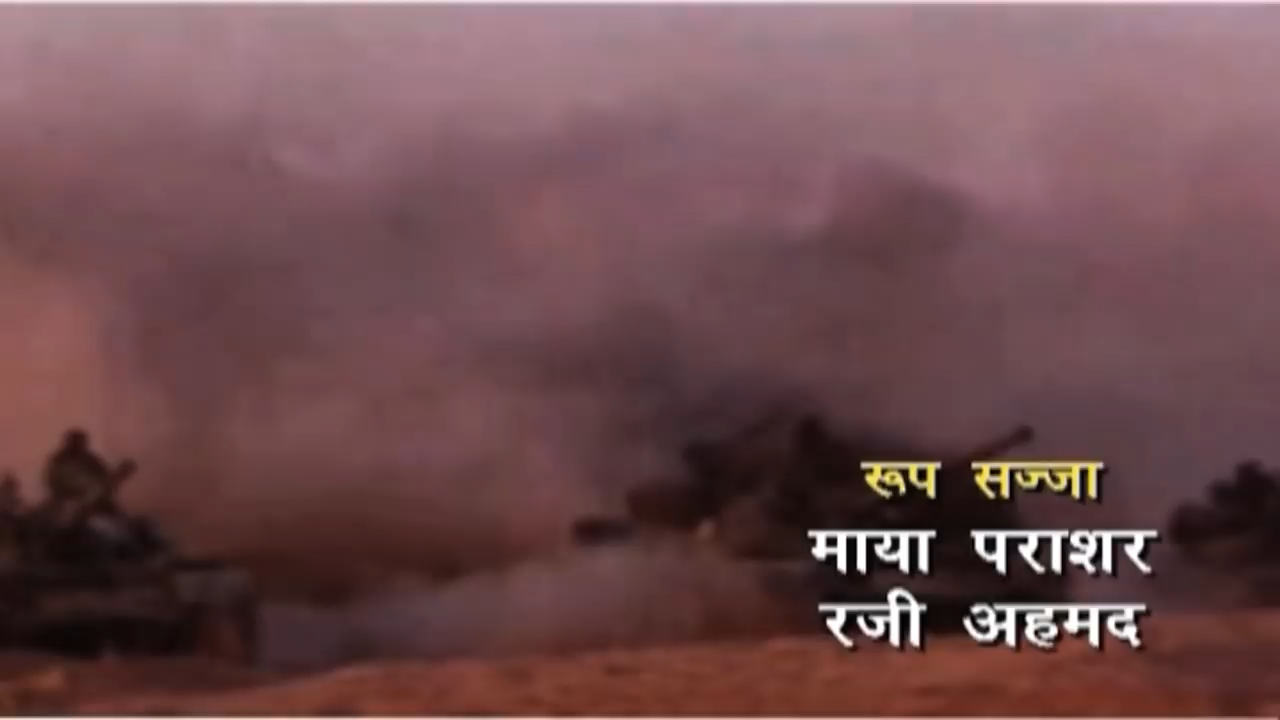 रूप सज्जा
माया पराशर
रजी अहमद